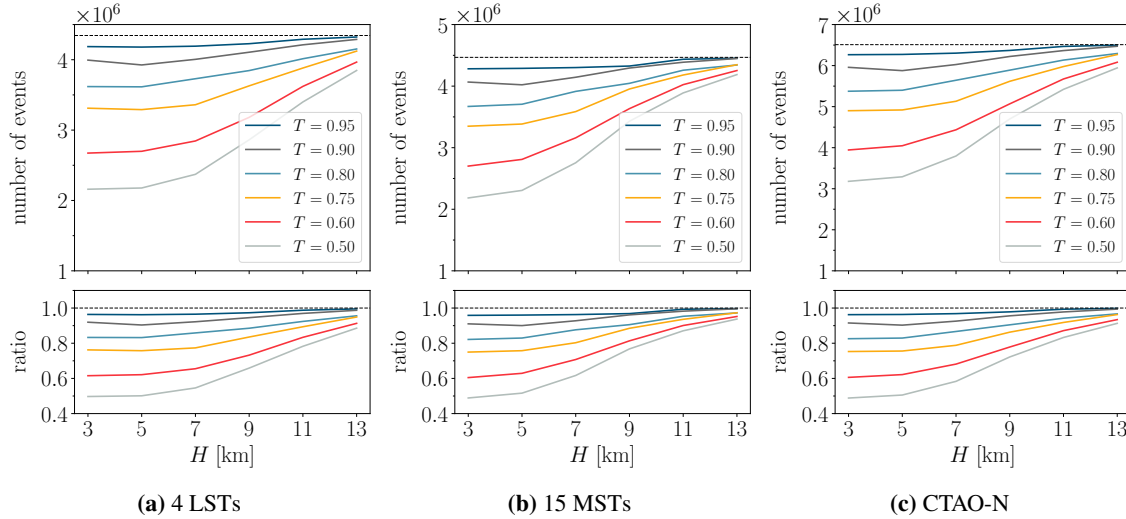 ×10⁶
4
3
2
1
number of events
T = 0.95
T = 0.90
T = 0.80
T = 0.75
T = 0.60
T = 0.50
1.0
0.8
0.6
0.4
ratio
3 5 7 9 11 13
H [km]
(a) 4 LSTs
×10⁶
5
4
3
2
1
number of events
T = 0.95
T = 0.90
T = 0.80
T = 0.75
T = 0.60
T = 0.50
1.0
0.8
0.6
0.4
ratio
3 5 7 9 11 13
H [km]
(b) 15 MSTs
×10⁶
7
6
5
4
3
2
1
number of events
T = 0.95
T = 0.90
T = 0.80
T = 0.75
T = 0.60
T = 0.50
1.0
0.8
0.6
0.4
ratio
3 5 7 9 11 13
H [km]
(c) CTAO-N